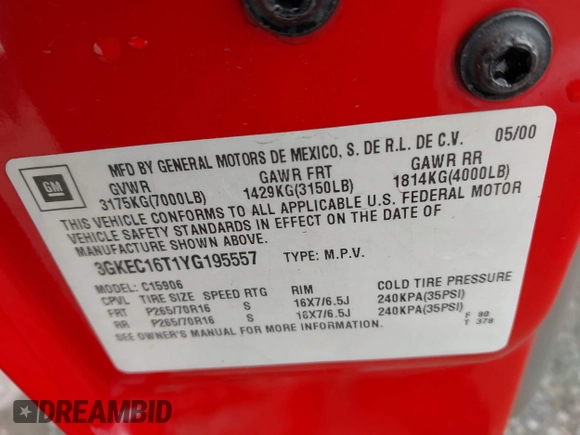 MFD BY GENERAL MOTORS DE MEXICO, S. DE R.L. DE C.V. 05/00
GVWR GAWR FRT GAWR RR
3175KG(7000LB) 1429KG(3150LB) 1814KG(4000LB)
THIS VEHICLE CONFORMS TO ALL APPLICABLE U.S. FEDERAL MOTOR
VEHICLE SAFETY STANDARDS IN EFFECT ON THE DATE OF
MANUFACTURE SHOWN ABOVE.
GM
3GKEC16T1YG195557 TYPE: M.P.V.
MODEL: C15906
CPVL TIRE SIZE SPEED RTG RIM COLD TIRE PRESSURE
FRT P265/70R16 S 16X7/6.5J 240KPA(35PSI)
RR P265/70R16 S 16X7/6.5J 240KPA(35PSI)
SEE OWNER'S MANUAL FOR MORE INFORMATION.
F 80
T 378
DREAMBID